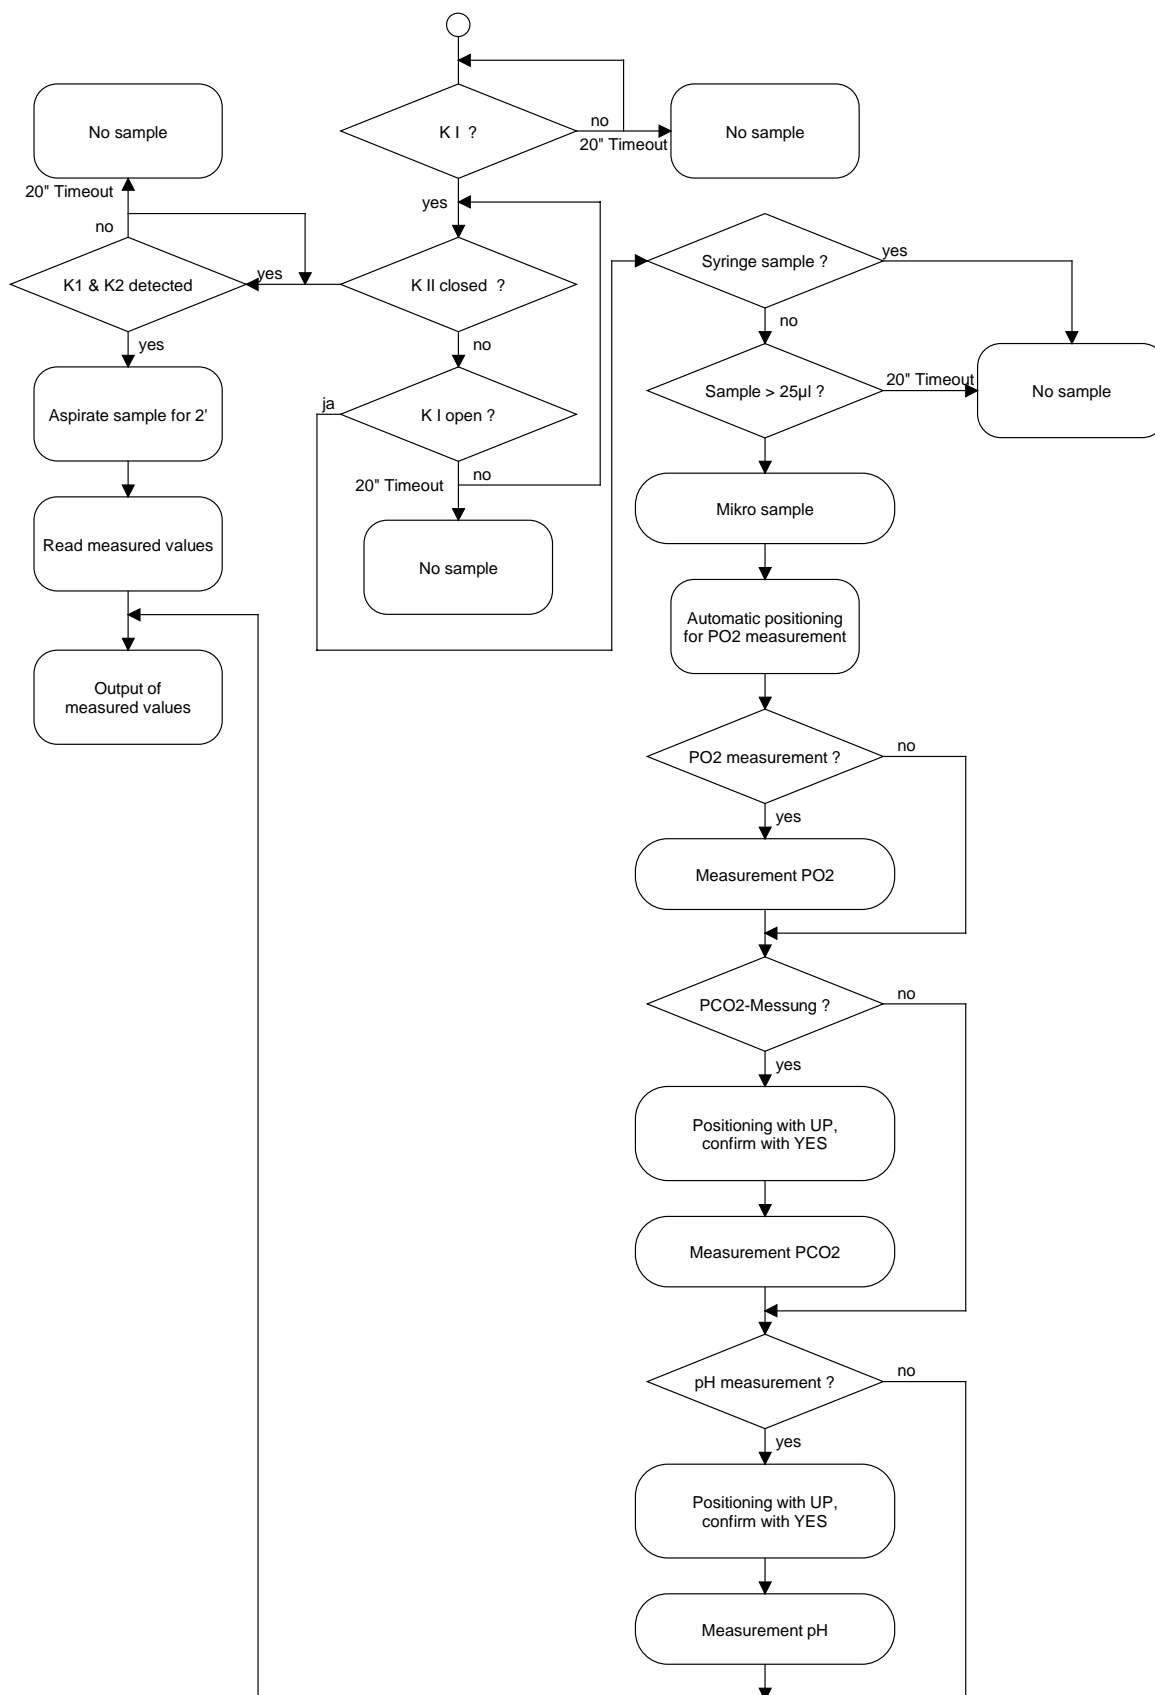 No sample
20" Timeout
no
K1 & K2 detected
yes
yes
Aspirate sample for 2'
Read measured values
Output of
measured values
K I ?
no
20" Timeout
No sample
yes
K II closed ?
no
K I open ?
ja
no
20" Timeout
No sample
Syringe sample ?
yes
no
Sample > 25µl ?
20" Timeout
No sample
Mikro sample
Automatic positioning
for PO2 measurement
PO2 measurement ?
no
yes
Measurement PO2
PCO2-Messung ?
no
yes
Positioning with UP,
confirm with YES
Measurement PCO2
pH measurement ?
no
yes
Positioning with UP,
confirm with YES
Measurement pH